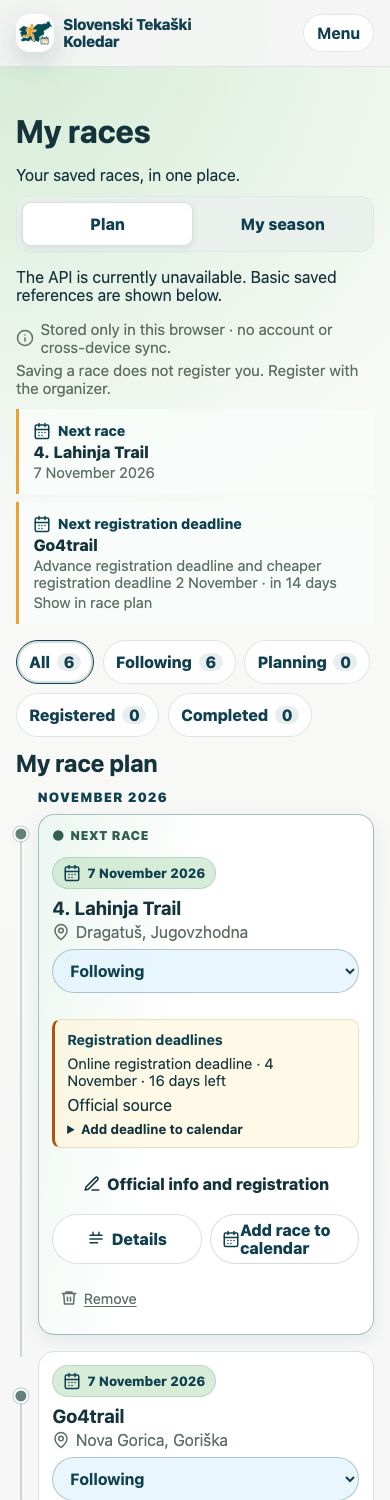 Slovenski Tekaški
Koledar
Menu
My races
Your saved races, in one place.
Plan
My season
The API is currently unavailable. Basic saved
references are shown below.
Stored only in this browser · no account or
cross-device sync.
Saving a race does not register you. Register with
the organizer.
Next race
4. Lahinja Trail
7 November 2026
Next registration deadline
Go4trail
Advance registration deadline and cheaper
registration deadline 2 November · in 14 days
Show in race plan
All 6
Following 6
Planning 0
Registered 0
Completed 0
My race plan
NOVEMBER 2026
NEXT RACE
7 November 2026
4. Lahinja Trail
Dragatuš, Jugovzhodna
Following
Registration deadlines
Online registration deadline · 4
November · 16 days left
Official source
Add deadline to calendar
Official info and registration
Details
Add race to
calendar
Remove
7 November 2026
Go4trail
Nova Gorica, Goriška
Following